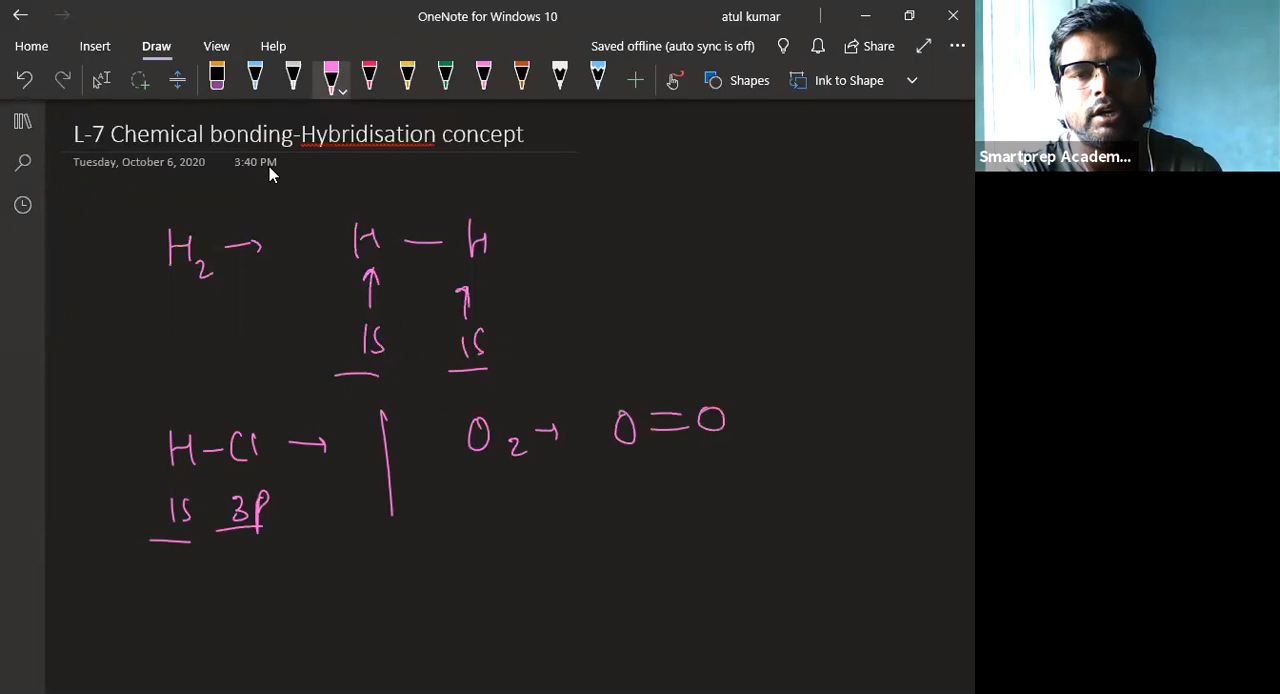 OneNote for Windows 10
atul kumar
Home Insert Draw View Help
Saved offline (auto sync is off)
Share
Shapes
Ink to Shape
Smartprep Academ...
L-7 Chemical bonding-Hybridisation concept
Tuesday, October 6, 2020 3:40 PM
H₂ → H — H
↑ ↑
1S 1S
H–Cl → | O₂ → O=O
1S 3P